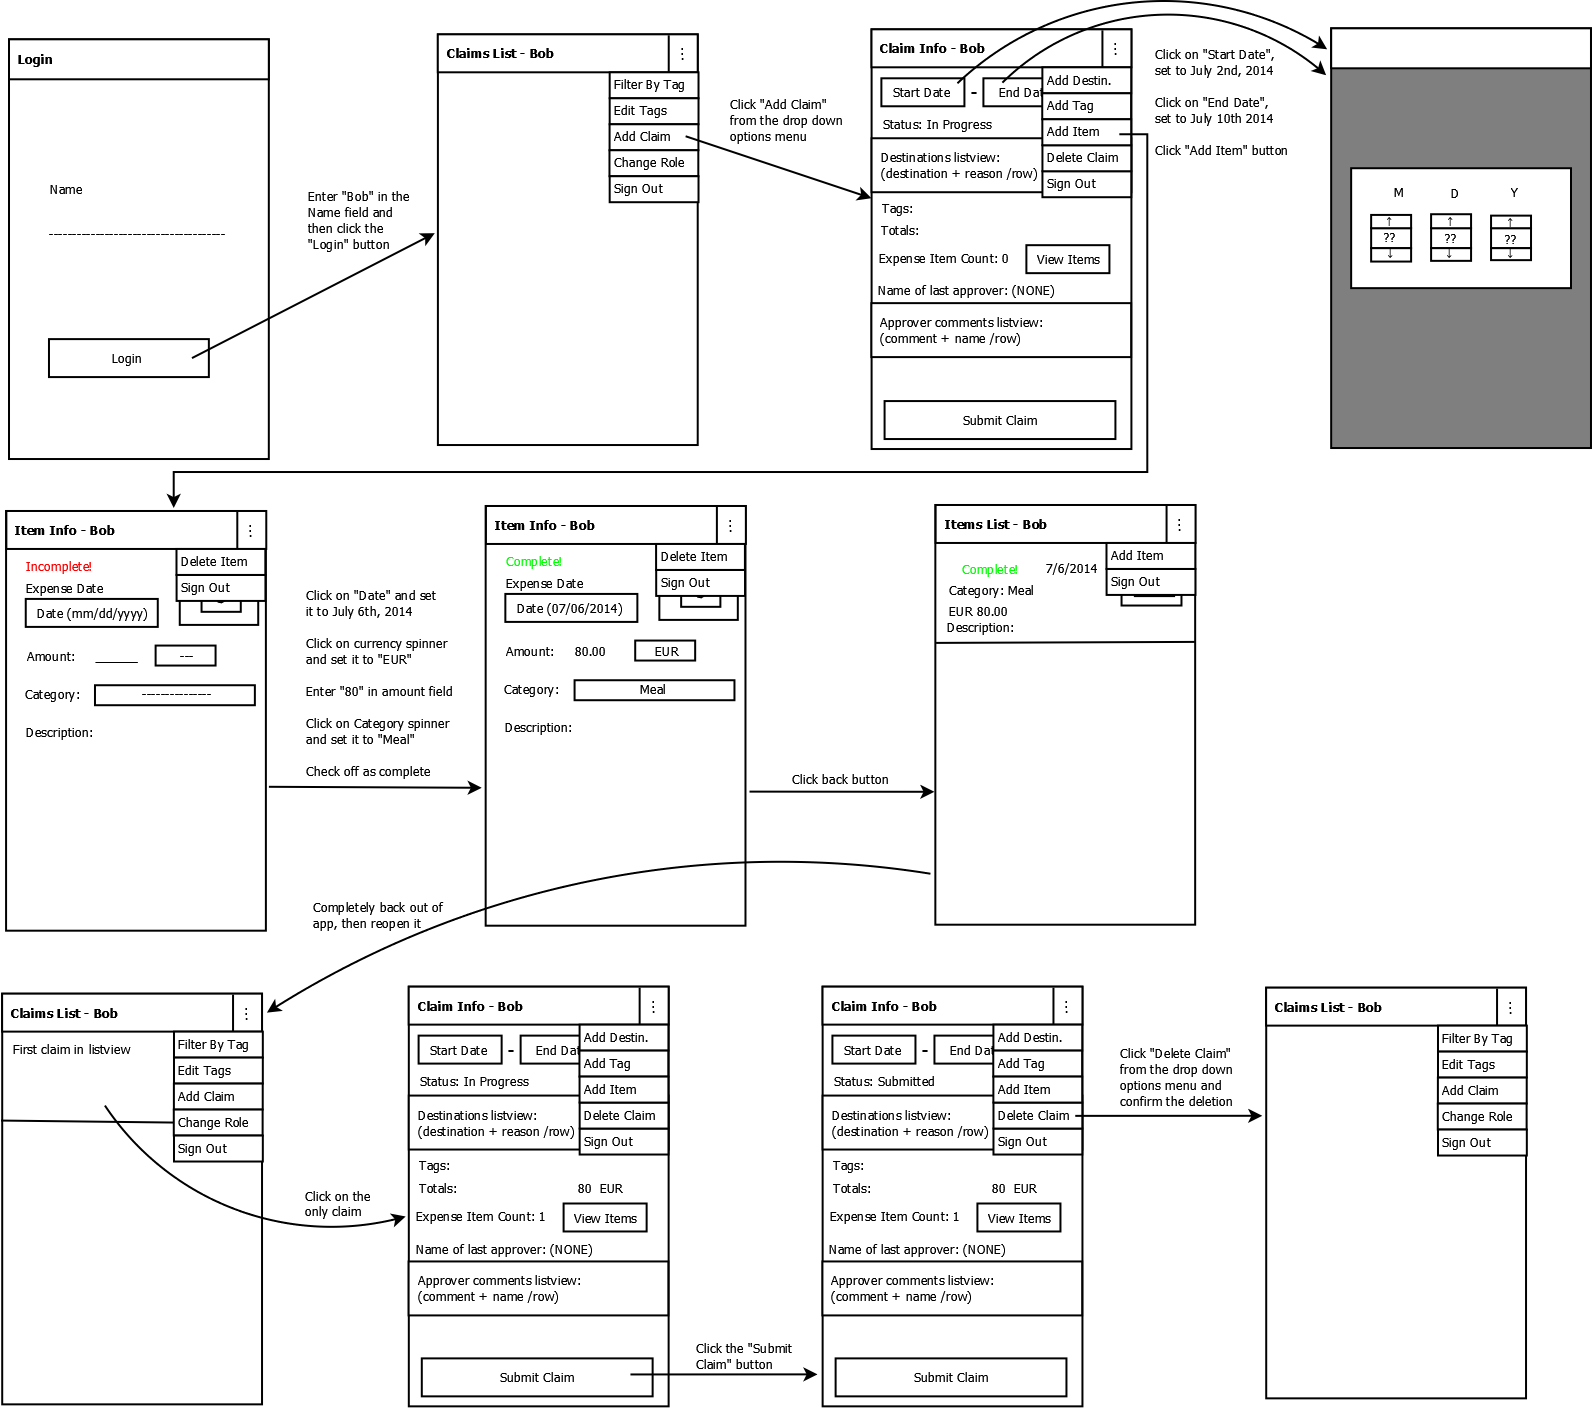 Login
Name
------------------------------------
Login
Enter "Bob" in the
Name field and
then click the
"Login" button
Claims List - Bob
Filter By Tag
Edit Tags
Add Claim
Change Role
Sign Out
Click "Add Claim"
from the drop down
options menu
Claim Info - Bob
Start Date
-
End Da
Add Destin.
Add Tag
Add Item
Delete Claim
Sign Out
Status: In Progress
Destinations listview:
(destination + reason /row)
Tags:
Totals:
Expense Item Count: 0
View Items
Name of last approver: (NONE)
Approver comments listview:
(comment + name /row)
Submit Claim
Click on "Start Date",
set to July 2nd, 2014
Click on "End Date",
set to July 10th 2014
Click "Add Item" button
M D Y
↑ ↑ ↑
?? ?? ??
↓ ↓ ↓
Item Info - Bob
Incomplete!
Delete Item
Sign Out
Expense Date
Date (mm/dd/yyyy)
Amount: ______ ---
Category: ---------------
Description:
Click on "Date" and set
it to July 6th, 2014
Click on currency spinner
and set it to "EUR"
Enter "80" in amount field
Click on Category spinner
and set it to "Meal"
Check off as complete
Item Info - Bob
Complete!
Delete Item
Sign Out
Expense Date
Date (07/06/2014)
Amount: 80.00 EUR
Category: Meal
Description:
Click back button
Items List - Bob
Add Item
Sign Out
Complete! 7/6/2014
Category: Meal
EUR 80.00
Description:
Completely back out of
app, then reopen it
Claims List - Bob
First claim in listview
Filter By Tag
Edit Tags
Add Claim
Change Role
Sign Out
Click on the
only claim
Claim Info - Bob
Start Date
-
End Dat
Add Destin.
Add Tag
Add Item
Delete Claim
Sign Out
Status: In Progress
Destinations listview:
(destination + reason /row)
Tags:
Totals: 80 EUR
Expense Item Count: 1
View Items
Name of last approver: (NONE)
Approver comments listview:
(comment + name /row)
Submit Claim
Click the "Submit
Claim" button
Claim Info - Bob
Start Date
-
End Dat
Add Destin.
Add Tag
Add Item
Delete Claim
Sign Out
Status: Submitted
Destinations listview:
(destination + reason /row)
Tags:
Totals: 80 EUR
Expense Item Count: 1
View Items
Name of last approver: (NONE)
Approver comments listview:
(comment + name /row)
Submit Claim
Click "Delete Claim"
from the drop down
options menu and
confirm the deletion
Claims List - Bob
Filter By Tag
Edit Tags
Add Claim
Change Role
Sign Out